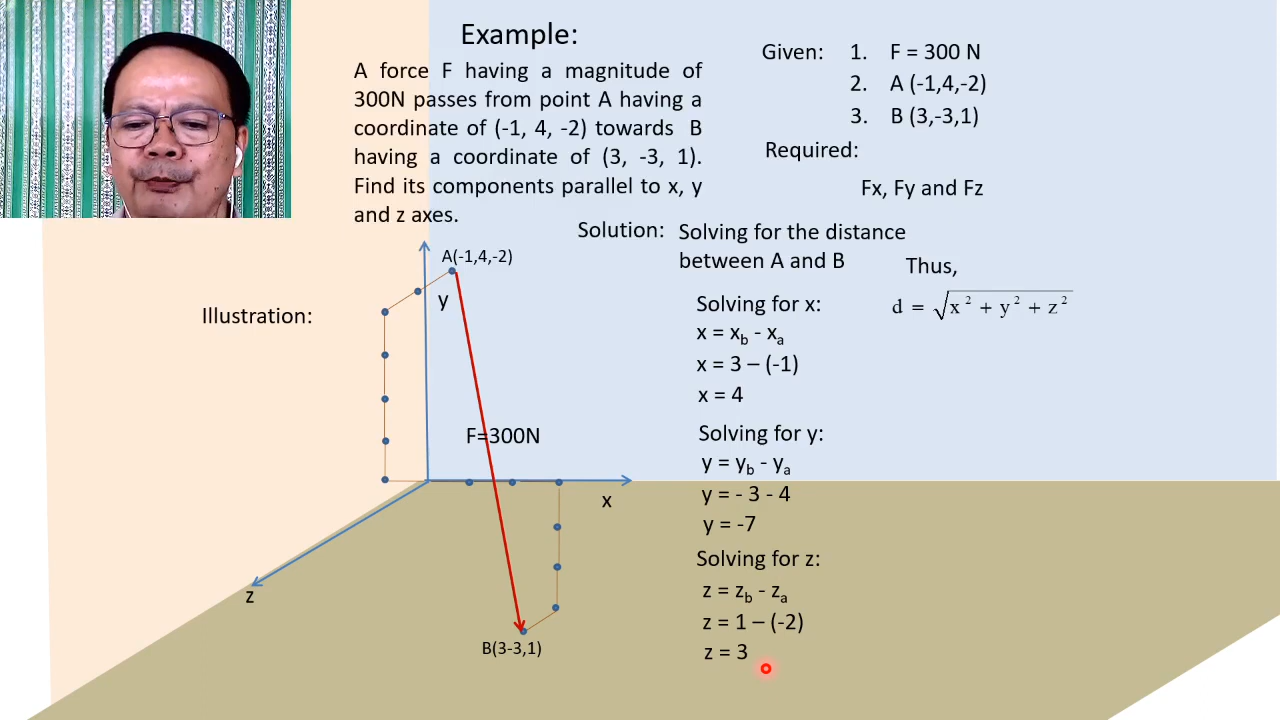 Example:
A force F having a magnitude of
300N passes from point A having a
coordinate of (-1, 4, -2) towards B
having a coordinate of (3, -3, 1).
Find its components parallel to x, y
and z axes.
Given: 1. F = 300 N
2. A (-1,4,-2)
3. B (3,-3,1)
Required:
Fx, Fy and Fz
Solution: Solving for the distance
between A and B
Thus,
d = √x² + y² + z²
Solving for x:
x = xb - xa
x = 3 – (-1)
x = 4
Solving for y:
y = yb - ya
y = - 3 - 4
y = -7
Solving for z:
z = zb - za
z = 1 – (-2)
z = 3
Illustration:
A(-1,4,-2)
y
F=300N
x
z
B(3-3,1)